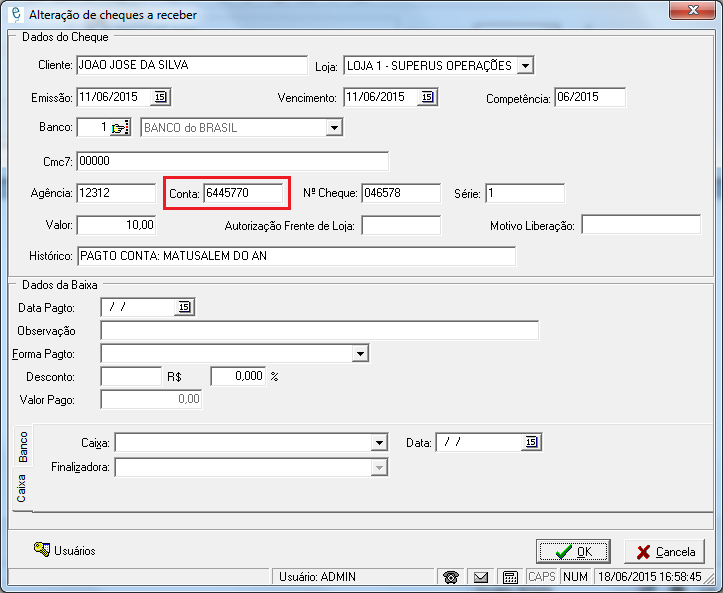 Alteração de cheques a receber
Dados do Cheque
Cliente: JOAO JOSE DA SILVA Loja: LOJA 1 - SUPERUS OPERAÇÕES
Emissão: 11/06/2015 15 Vencimento: 11/06/2015 15 Competência: 06/2015
Banco: 1 BANCO do BRASIL
Cmc7: 00000
Agência: 12312 Conta: 6445770 Nº Cheque: 046578 Série: 1
Valor: 10,00 Autorização Frente de Loja: Motivo Liberação:
Histórico: PAGTO CONTA: MATUSALEM DO AN
Dados da Baixa
Data Pagto: / / 15
Observação
Forma Pagto:
Desconto: R$ 0,000 %
Valor Pago: 0,00
Banco
Caixa
Caixa: Data: / / 15
Finalizadora:
Usuários OK Cancela
Usuário: ADMIN CAPS NUM 18/06/2015 16:58:45